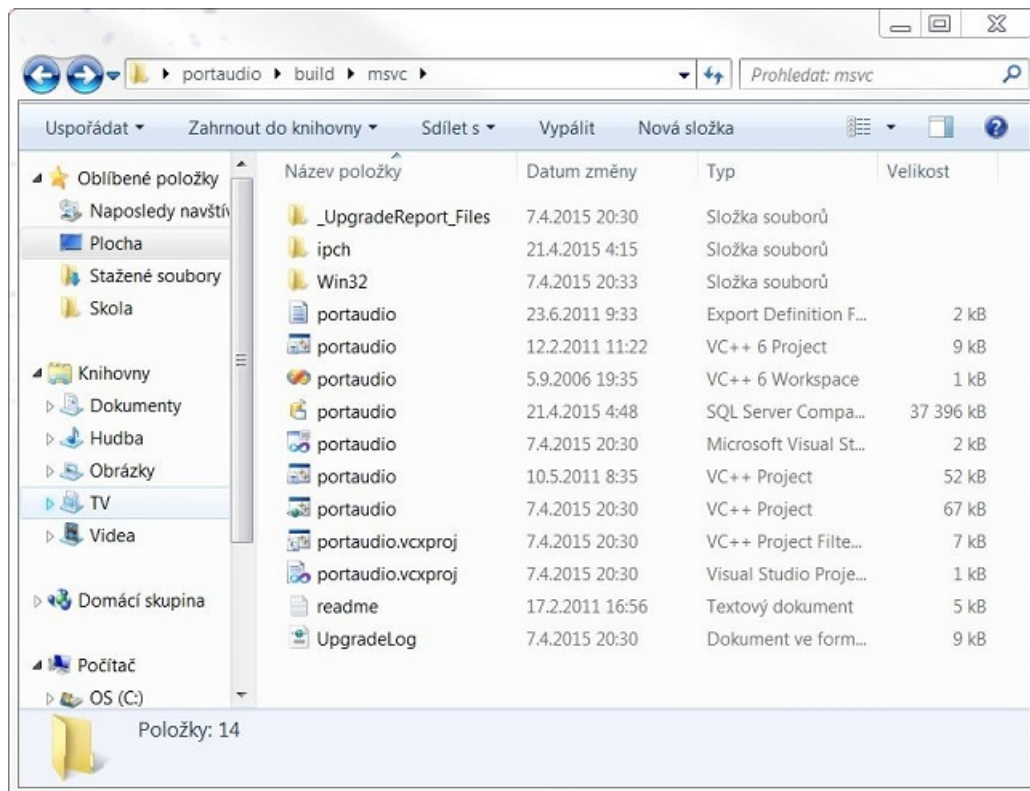 portaudio build msvc Prohledat: msvc
Uspořádat Zahrnout do knihovny Sdílet s Vypálit Nová složka
Oblíbené položky
Naposledy navštív
Plocha
Stažené soubory
Skola
Knihovny
Dokumenty
Hudba
Obrázky
TV
Videa
Domácí skupina
Počítač
OS (C:)
Název položky Datum změny Typ Velikost
_UpgradeReport_Files 7.4.2015 20:30 Složka souborů
ipch 21.4.2015 4:15 Složka souborů
Win32 7.4.2015 20:33 Složka souborů
portaudio 23.6.2011 9:33 Export Definition F... 2 kB
portaudio 12.2.2011 11:22 VC++ 6 Project 9 kB
portaudio 5.9.2006 19:35 VC++ 6 Workspace 1 kB
portaudio 21.4.2015 4:48 SQL Server Compa... 37 396 kB
portaudio 7.4.2015 20:30 Microsoft Visual St... 2 kB
portaudio 10.5.2011 8:35 VC++ Project 52 kB
portaudio 7.4.2015 20:30 VC++ Project 67 kB
portaudio.vcxproj 7.4.2015 20:30 VC++ Project Filte... 7 kB
portaudio.vcxproj 7.4.2015 20:30 Visual Studio Proje... 1 kB
readme 17.2.2011 16:56 Textový dokument 5 kB
UpgradeLog 7.4.2015 20:30 Dokument ve form... 9 kB
Položky: 14